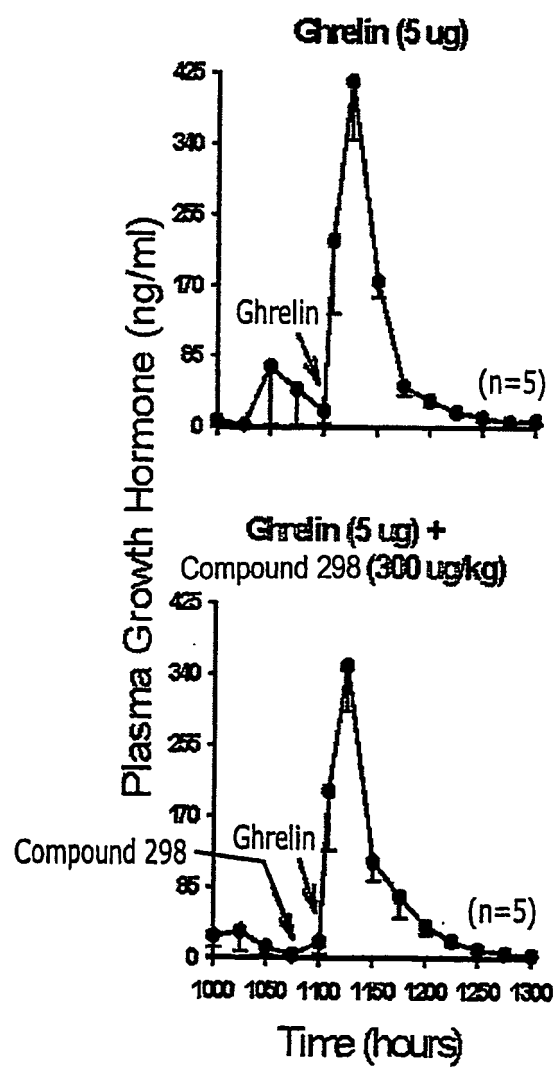 Ghrelin (5 ug)
Plasma Growth Hormone (ng/ml)
425
340
255
170
85
0
Ghrelin
(n=5)
Ghrelin (5 ug) +
Compound 298 (300 ug/kg)
425
340
255
170
85
0
Compound 298
Ghrelin
(n=5)
1000 1050 1100 1150 1200 1250 1300
Time (hours)